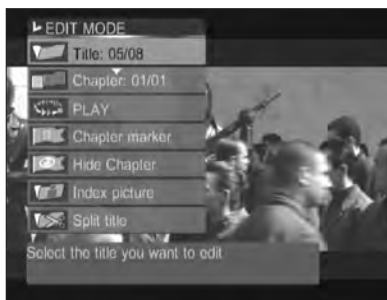 EDIT MODE
Title: 05/08
Chapter: 01/01
PLAY
Chapter marker
Hide Chapter
Index picture
Split title
Select the title you want to edit